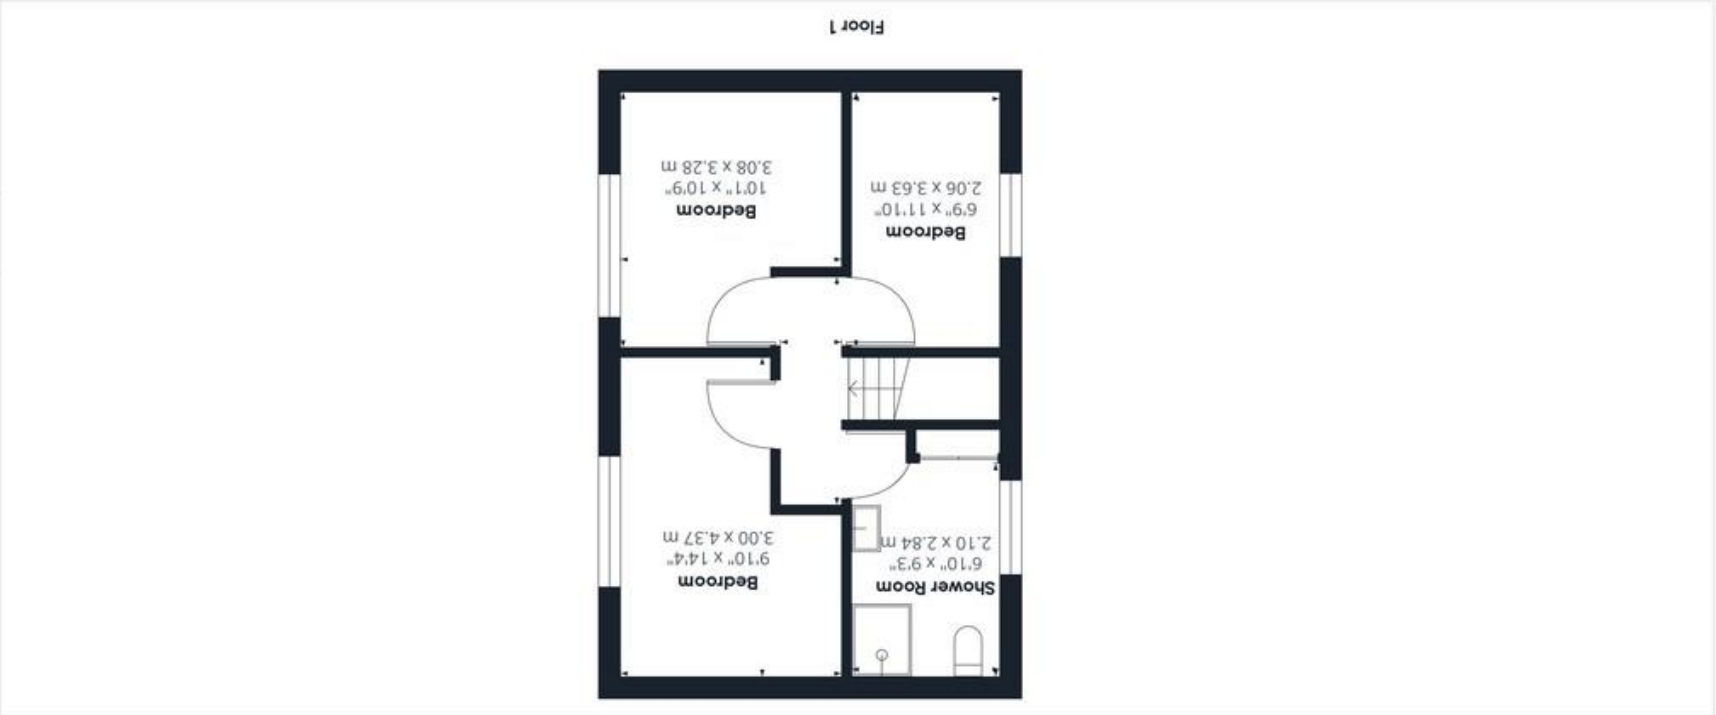 Shower Room
6'10" x 9'3"
2.10 x 2.84 m
Bedroom
9'10" x 14'4"
3.00 x 4.37 m
Bedroom
6'9" x 11'10"
2.06 x 3.63 m
Bedroom
10'1" x 10'9"
3.08 x 3.28 m
Floor 1